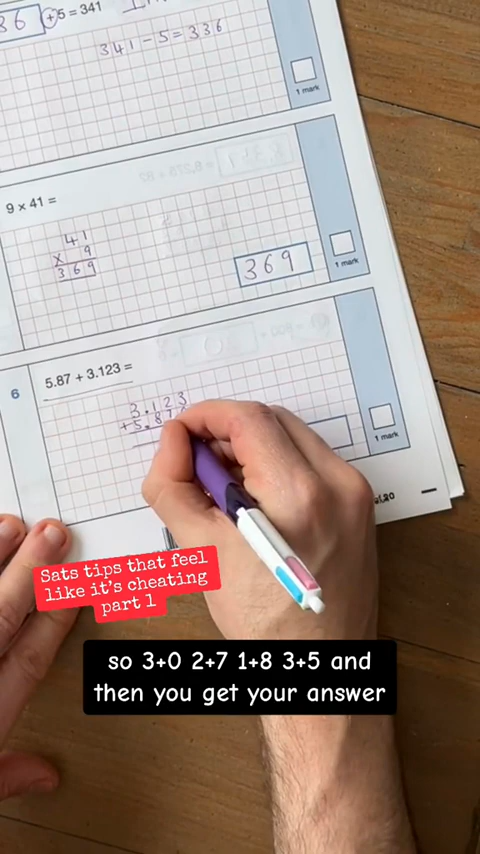 36 + 5 = 341
341 - 5 = 336
1 mark
9 × 41 =
41
× 9
369
369
1 mark
6
5.87 + 3.123 =
3.123
+5.87
1 mark
Sats tips that feel
like it's cheating
part 1
so 3+0 2+7 1+8 3+5 and
then you get your answer